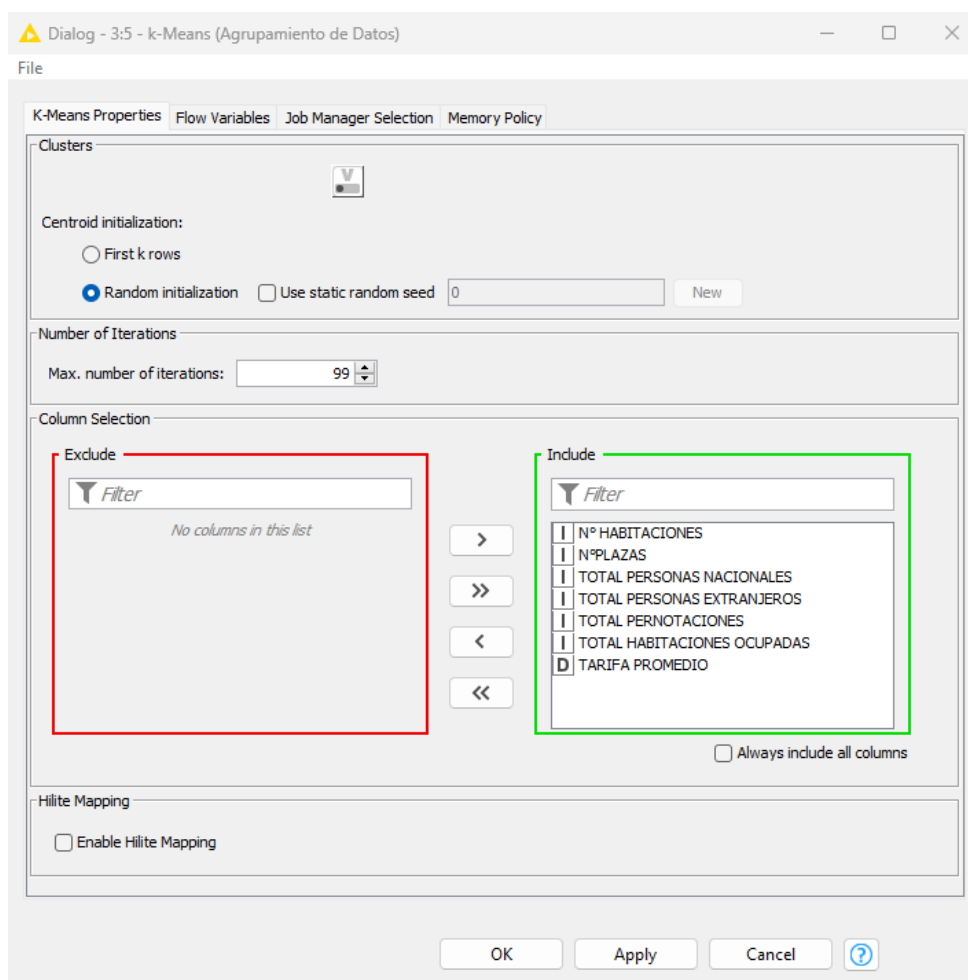 Dialog - 3:5 - k-Means (Agrupamiento de Datos)
File
K-Means Properties Flow Variables Job Manager Selection Memory Policy
Clusters
V
Centroid initialization:
First k rows
Random initialization Use static random seed 0 New
Number of Iterations
Max. number of iterations: 99
Column Selection
Exclude Include
Filter Filter
No columns in this list
I N° HABITACIONES
I N°PLAZAS
I TOTAL PERSONAS NACIONALES
I TOTAL PERSONAS EXTRANJEROS
I TOTAL PERNOTACIONES
I TOTAL HABITACIONES OCUPADAS
D TARIFA PROMEDIO
>
>>
<
<<
Always include all columns
Hilite Mapping
Enable Hilite Mapping
OK Apply Cancel ?